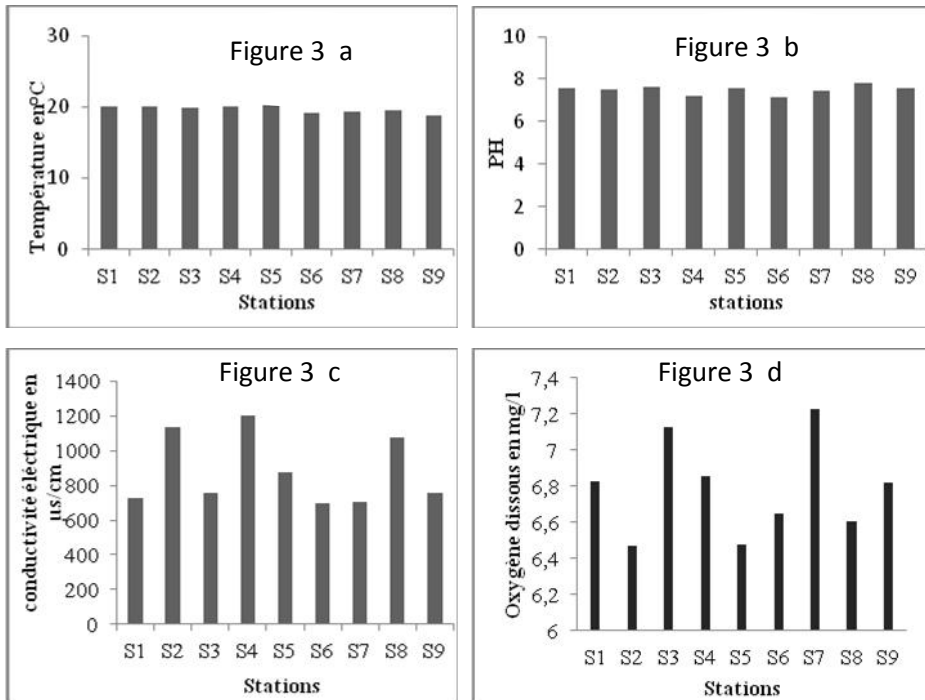 Figure 3 a
30
20
10
0
Température en°C
S1 S2 S3 S4 S5 S6 S7 S8 S9
Stations
Figure 3 b
10
8
6
4
2
0
PH
S1 S2 S3 S4 S5 S6 S7 S8 S9
stations
Figure 3 c
1400
1200
1000
800
600
400
200
0
conductivité éléctrique en
µs/cm
S1 S2 S3 S4 S5 S6 S7 S8 S9
Stations
Figure 3 d
7,4
7,2
7
6,8
6,6
6,4
6,2
6
Oxygène dissous en mg/l
S1 S2 S3 S4 S5 S6 S7 S8 S9
Stations